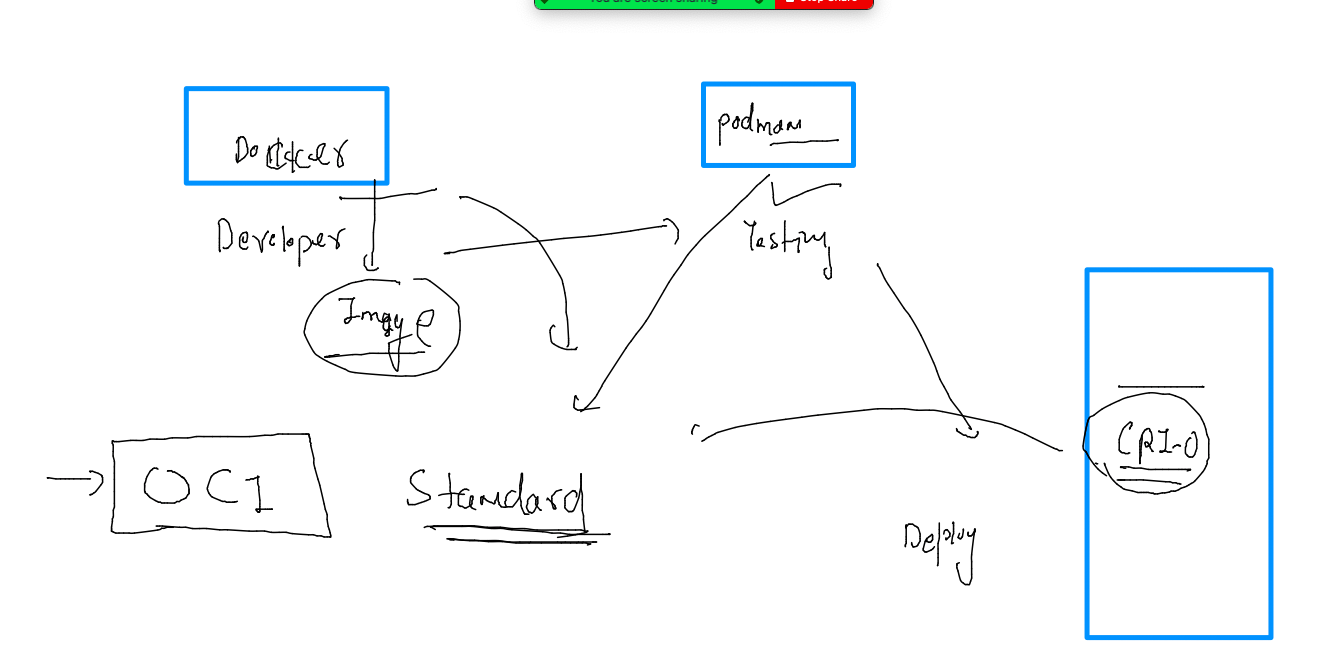 You are screen sharing Stop Share
Docker
podman
Developer
Testing
Image
CRI-O
OCI
Standard
Deploy